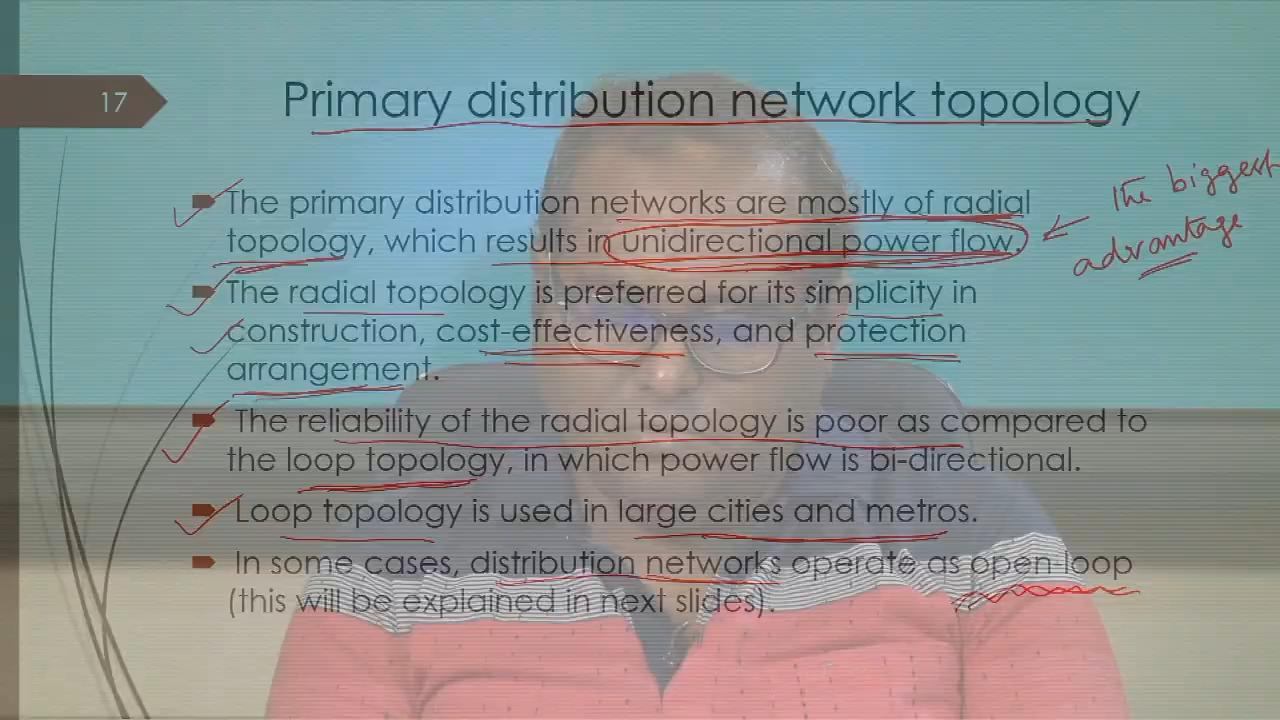 17
Primary distribution network topology
The primary distribution networks are mostly of radial
topology, which results in unidirectional power flow.
the biggest
advantage
The radial topology is preferred for its simplicity in
construction, cost-effectiveness, and protection
arrangement.
The reliability of the radial topology is poor as compared to
the loop topology, in which power flow is bi-directional.
Loop topology is used in large cities and metros.
In some cases, distribution networks operate as open-loop
(this will be explained in next slides).